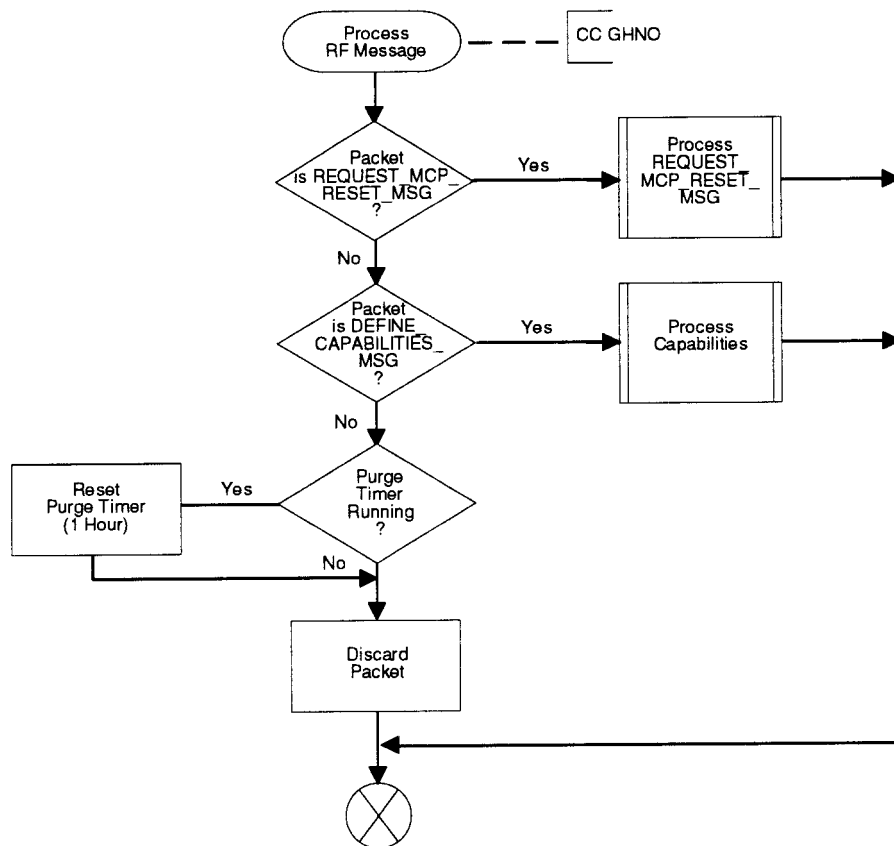 Process
RF Message
CC GHNO
Packet
is REQUEST_MCP_
RESET_MSG
?
Yes
Process
REQUEST_
MCP_RESET_
MSG
No
Packet
is DEFINE_
CAPABILITIES_
MSG
?
Yes
Process
Capabilities
No
Purge
Timer
Running
?
Yes
Reset
Purge Timer
(1 Hour)
No
Discard
Packet